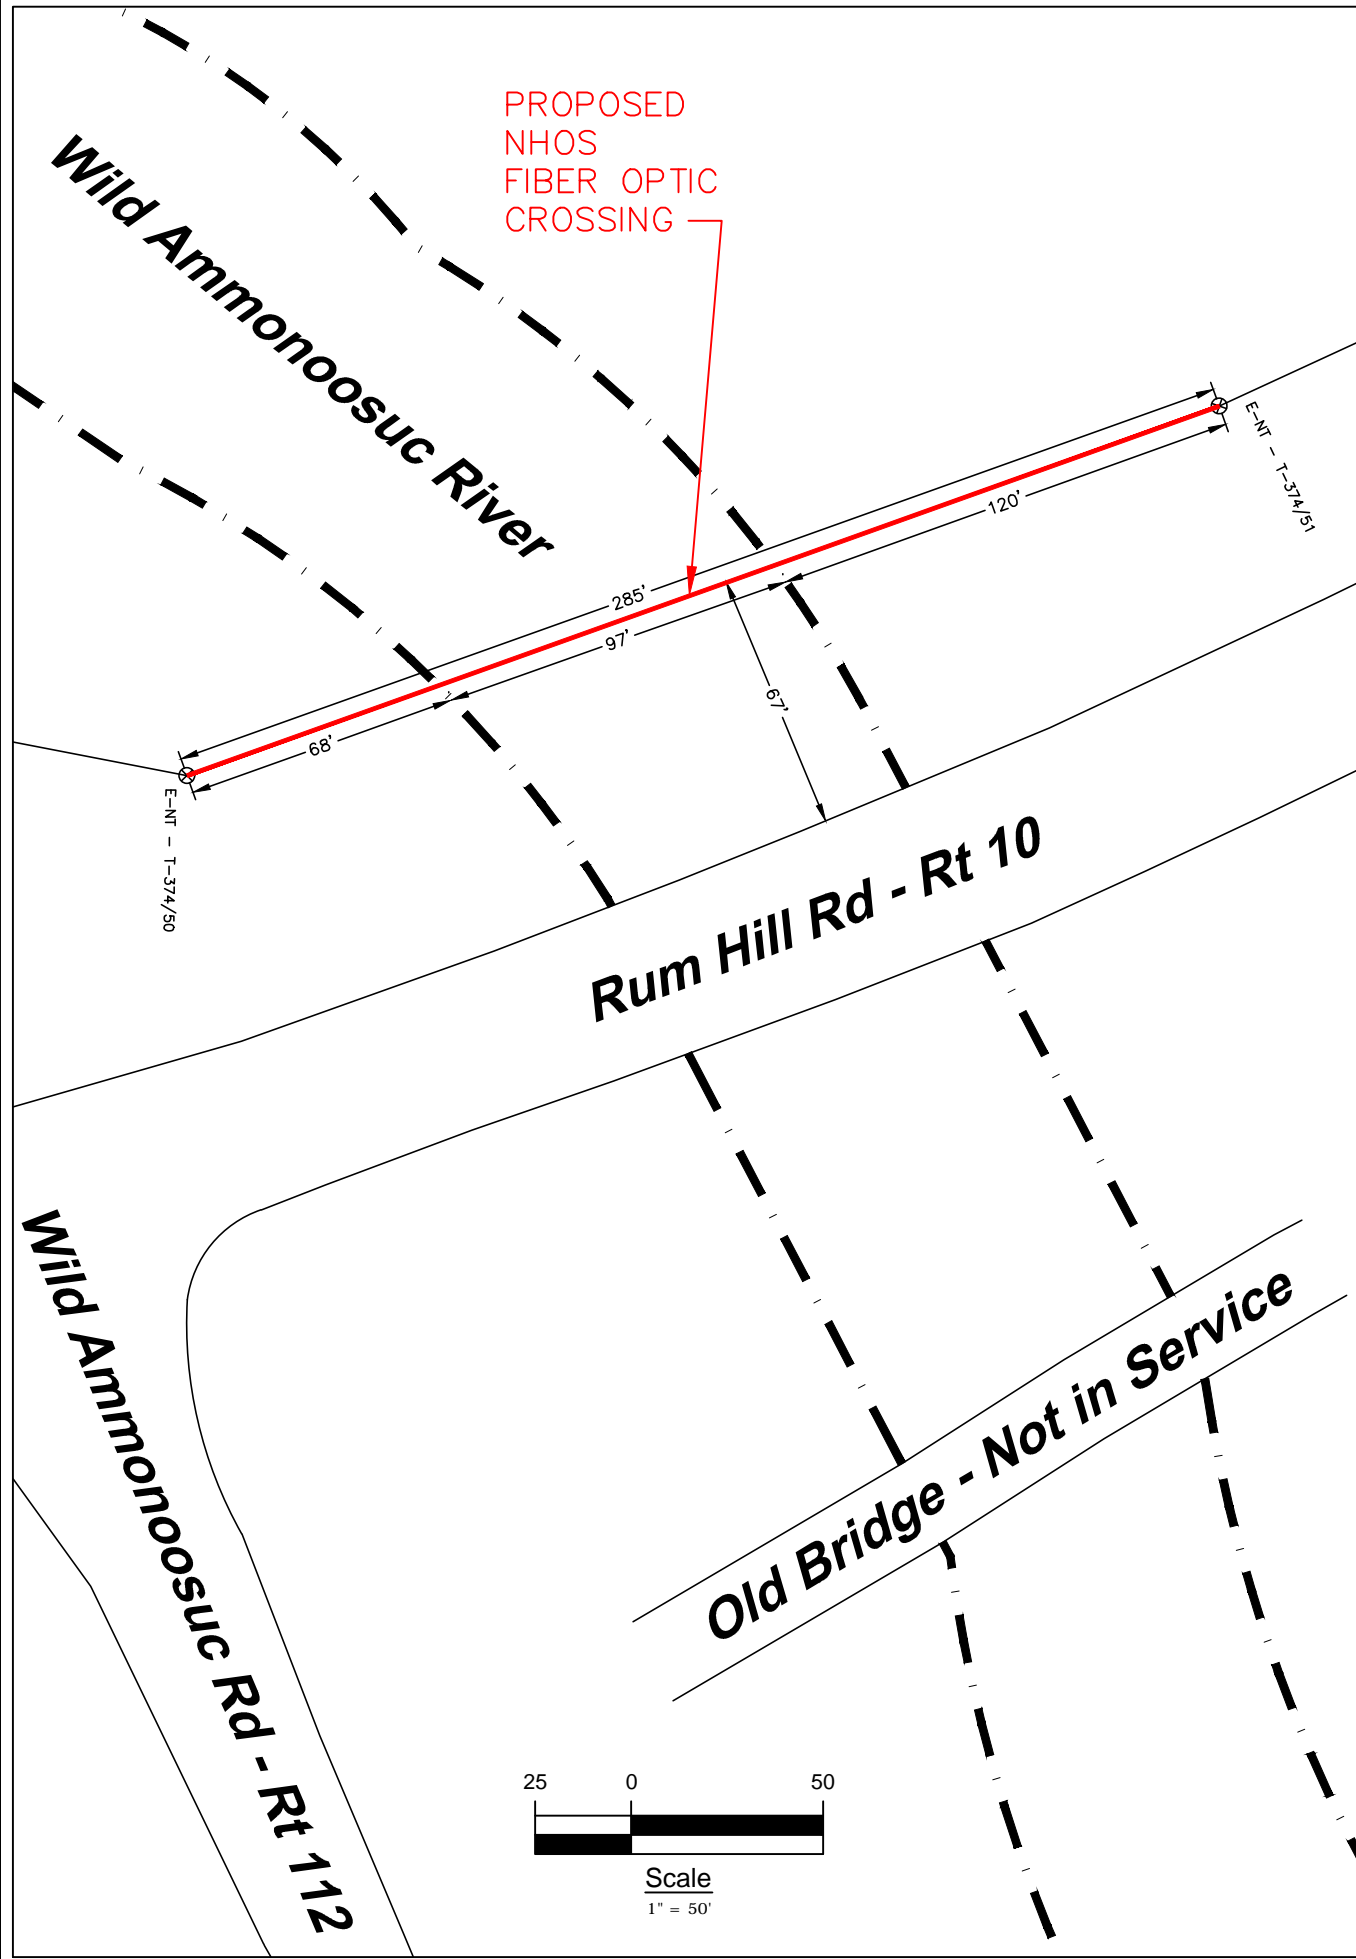 PROPOSED
NHOS
FIBER OPTIC
CROSSING
Wild Ammonoosuc River
E-NT - T-374/51
120'
285'
97'
67'
68'
E-NT - T-374/50
Rum Hill Rd - Rt 10
Wild Ammonoosuc Rd - Rt 112
Old Bridge - Not in Service
25 0 50
Scale
1" = 50'